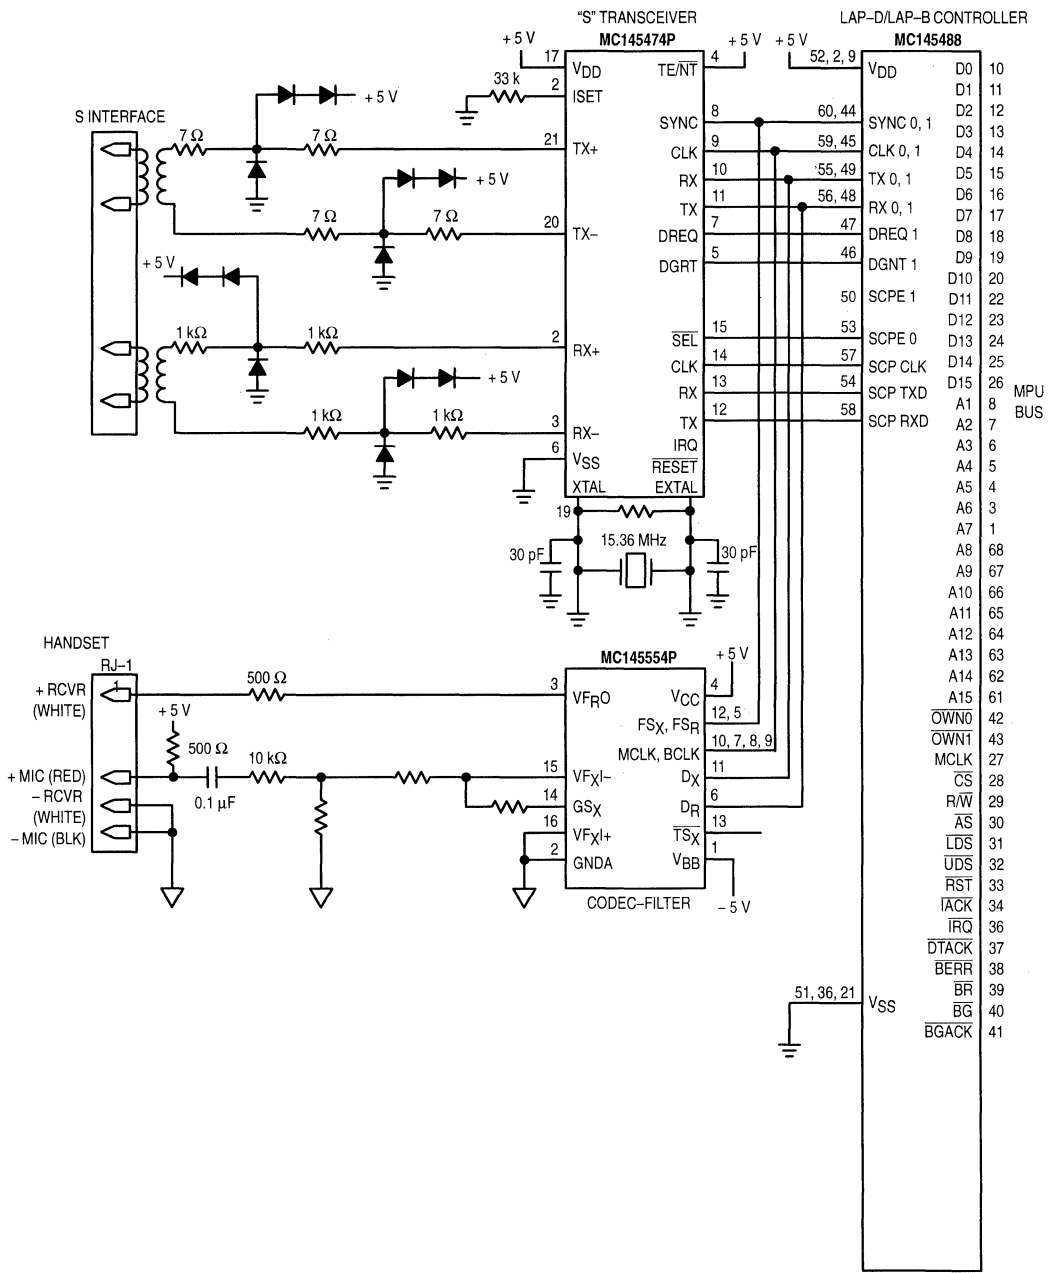 "S" TRANSCEIVER
MC145474P
LAP–D/LAP–B CONTROLLER
MC145488
S INTERFACE
+ 5 V
17
VDD
2
ISET
33 k
TE/NT
4
+ 5 V
+ 5 V
52, 2, 9
VDD
+ 5 V
7 Ω
7 Ω
21
TX+
+ 5 V
7 Ω
7 Ω
20
TX–
+ 5 V
1 kΩ
1 kΩ
2
RX+
+ 5 V
1 kΩ
1 kΩ
3
RX–
6
VSS
XTAL
EXTAL
SYNC
8
60, 44
SYNC 0, 1
CLK
9
59, 45
CLK 0, 1
RX
10
55, 49
TX 0, 1
TX
11
56, 48
RX 0, 1
DREQ
7
47
DREQ 1
DGRT
5
46
DGNT 1
50
SCPE 1
SEL
15
53
SCPE 0
CLK
14
57
SCP CLK
RX
13
54
SCP TXD
TX
12
58
SCP RXD
IRQ
RESET
19
15.36 MHz
30 pF
30 pF
D0 10
D1 11
D2 12
D3 13
D4 14
D5 15
D6 16
D7 17
D8 18
D9 19
D10 20
D11 22
D12 23
D13 24
D14 25
D15 26
A1 8
A2 7
A3 6
A4 5
A5 4
A6 3
A7 1
A8 68
A9 67
A10 66
A11 65
A12 64
A13 63
A14 62
A15 61
OWN0 42
OWN1 43
MCLK 27
CS 28
R/W 29
AS 30
LDS 31
UDS 32
RST 33
IACK 34
IRQ 36
DTACK 37
BERR 38
BR 39
BG 40
BGACK 41
MPU
BUS
51, 36, 21
VSS
HANDSET
RJ–1
1
+ RCVR
(WHITE)
+ 5 V
+ MIC (RED)
– RCVR
(WHITE)
– MIC (BLK)
500 Ω
500 Ω
0.1 μF
10 kΩ
MC145554P
3
VFRO
15
VFXI–
14
GSX
16
VFXI+
2
GNDA
+ 5 V
VCC
4
FSX, FSR
12, 5
MCLK, BCLK
10, 7, 8, 9
DX
11
DR
6
TSX
13
VBB
1
– 5 V
CODEC–FILTER